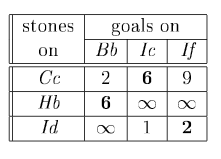 stones goals on
on Bb Ic If
Cc 2 6 9
Hb 6 ∞ ∞
Id ∞ 1 2